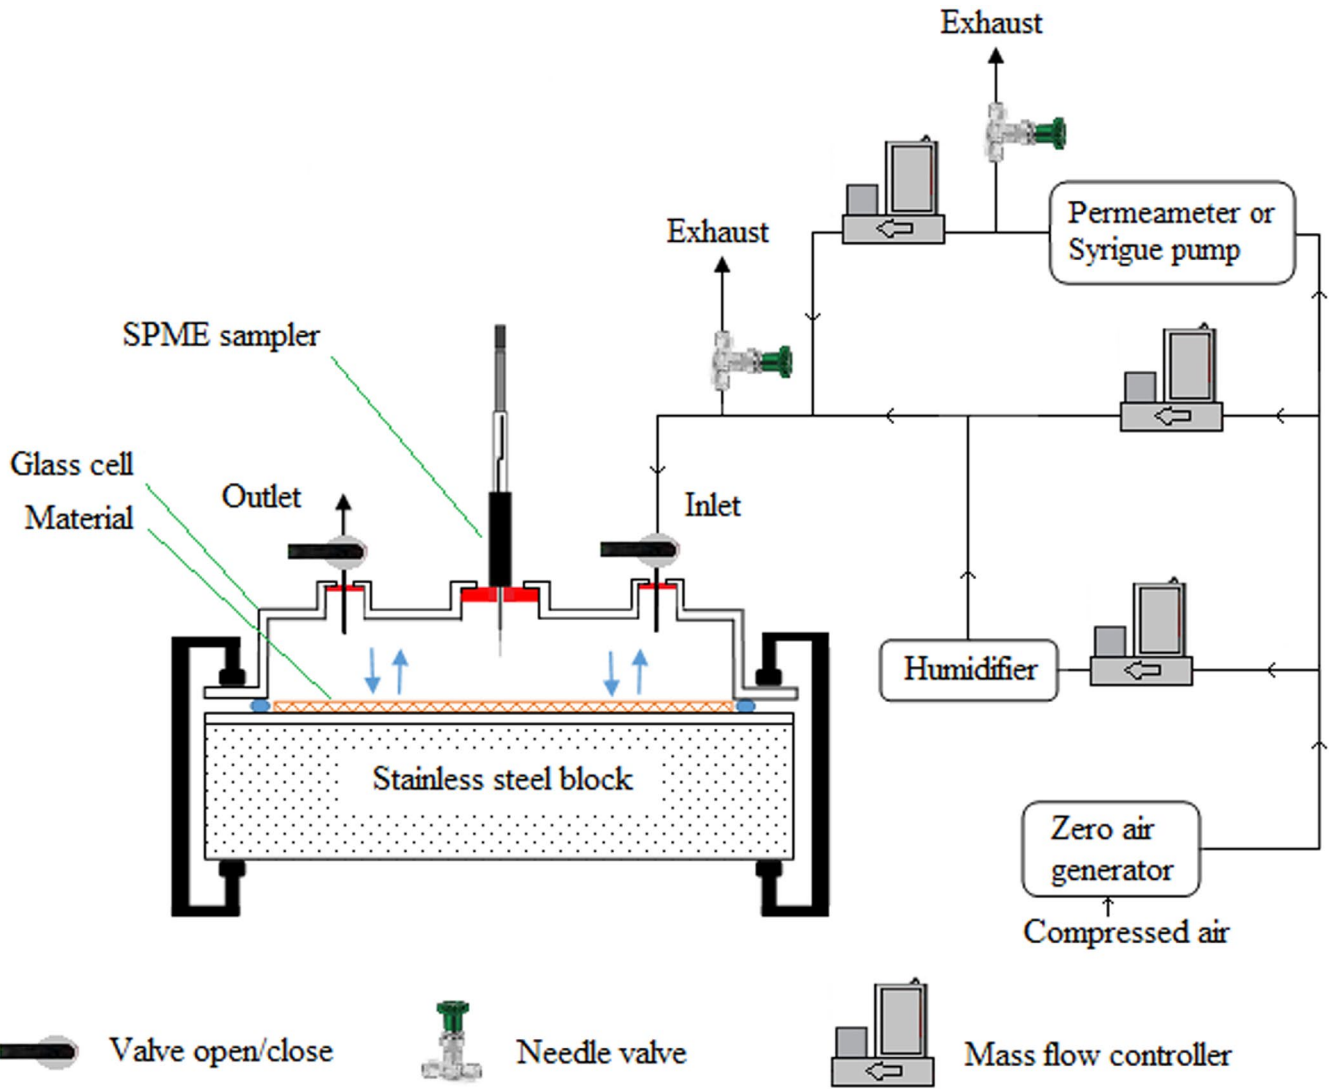 Exhaust
Permeameter or
Syrigue pump
Exhaust
SPME sampler
Glass cell
Material
Outlet
Inlet
Humidifier
Stainless steel block
Zero air
generator
Compressed air
Valve open/close
Needle valve
Mass flow controller